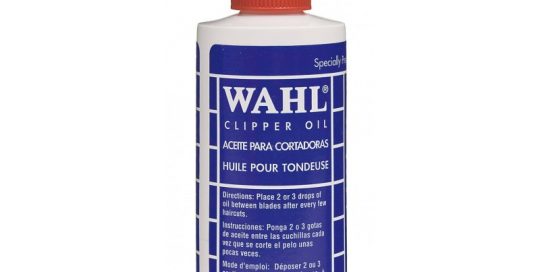 Specially
WAHL®
CLIPPER OIL
ACEITE PARA CORTADORAS
HUILE POUR TONDEUSE
Directions: Place 2 or 3 drops of
oil between blades after every few
haircuts.
Instrucciones: Ponga 2 o 3 gotas
de aceite entre las cuchillas cada
vez que se corte el pelo unas
pocas veces.
Mode d'emploi: Déposer 2 ou 3